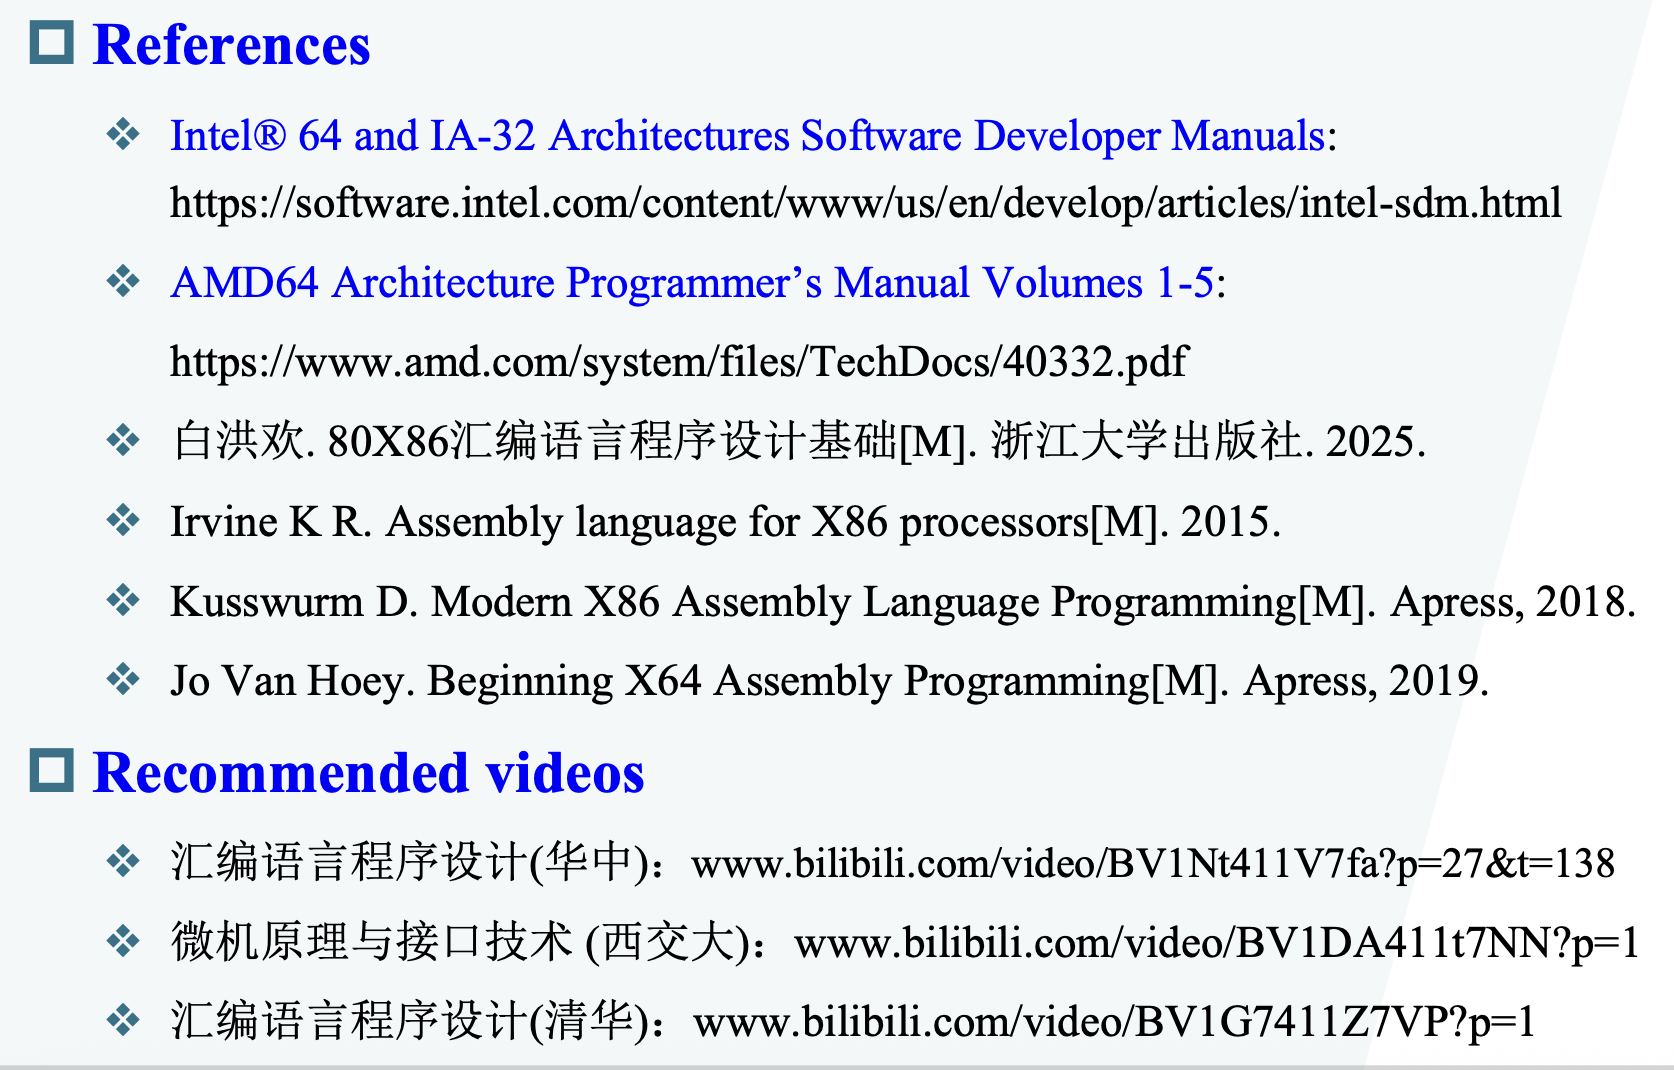 References
Intel® 64 and IA-32 Architectures Software Developer Manuals:
https://software.intel.com/content/www/us/en/develop/articles/intel-sdm.html
AMD64 Architecture Programmer’s Manual Volumes 1-5:
https://www.amd.com/system/files/TechDocs/40332.pdf
白洪欢. 80X86汇编语言程序设计基础[M]. 浙江大学出版社. 2025.
Irvine K R. Assembly language for X86 processors[M]. 2015.
Kusswurm D. Modern X86 Assembly Language Programming[M]. Apress, 2018.
Jo Van Hoey. Beginning X64 Assembly Programming[M]. Apress, 2019.
Recommended videos
汇编语言程序设计(华中)：www.bilibili.com/video/BV1Nt411V7fa?p=27&t=138
微机原理与接口技术 (西交大)：www.bilibili.com/video/BV1DA411t7NN?p=1
汇编语言程序设计(清华)：www.bilibili.com/video/BV1G7411Z7VP?p=1